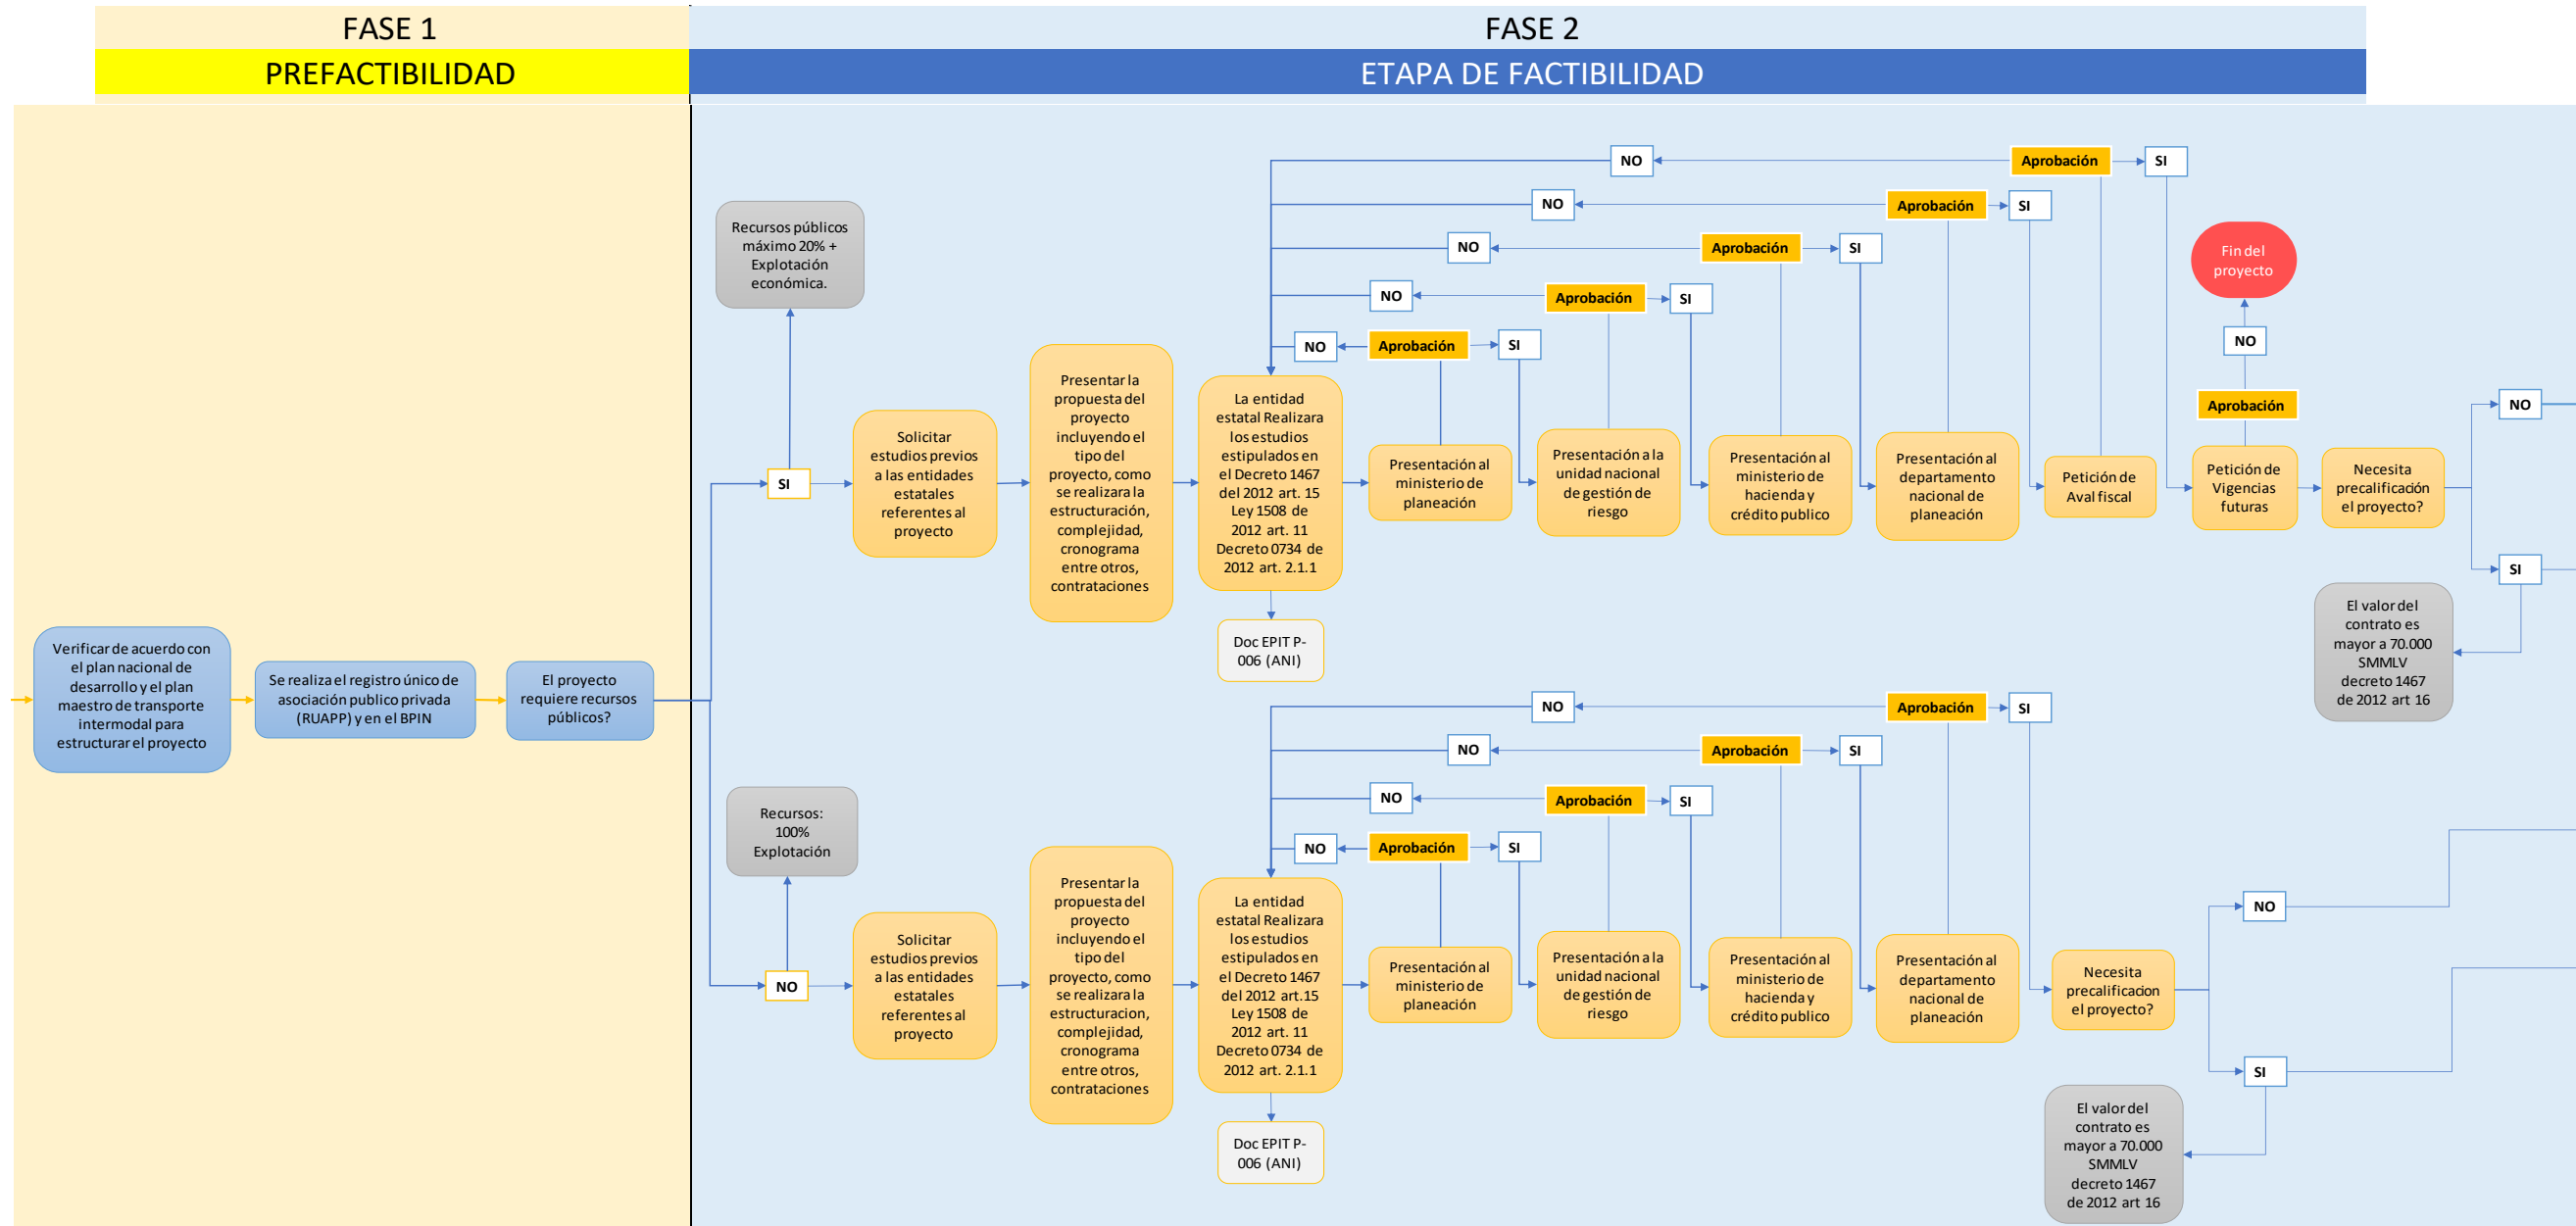 FASE 1
FASE 2
PREFACTIBILIDAD
ETAPA DE FACTIBILIDAD
Verificar de acuerdo con
el plan nacional de
desarrollo y el plan
maestro de transporte
intermodal para
estructurar el proyecto
Se realiza el registro único de
asociación publico privada
(RUAPP) y en el BPIN
El proyecto
requiere recursos
públicos?
Recursos públicos
máximo 20% +
Explotación
económica.
SI
Solicitar
estudios previos
a las entidades
estatales
referentes al
proyecto
Presentar la
propuesta del
proyecto
incluyendo el
tipo del
proyecto, como
se realizara la
estructuración,
complejidad,
cronograma
entre otros,
contrataciones
La entidad
estatal Realizara
los estudios
estipulados en
el Decreto 1467
del 2012 art. 15
Ley 1508 de
2012 art. 11
Decreto 0734 de
2012 art. 2.1.1
Doc EPIT P-
006 (ANI)
NO
Aprobación
SI
Presentación al
ministerio de
planeación
NO
Aprobación
SI
Presentación a la
unidad nacional
de gestión de
riesgo
NO
Aprobación
SI
Presentación al
ministerio de
hacienda y
crédito publico
NO
Aprobación
SI
Presentación al
departamento
nacional de
planeación
NO
Aprobación
SI
Petición de
Aval fiscal
Fin del
proyecto
NO
Aprobación
Petición de
Vigencias
futuras
Necesita
precalificación
el proyecto?
NO
SI
El valor del
contrato es
mayor a 70.000
SMMLV
decreto 1467
de 2012 art 16
Recursos:
100%
Explotación
NO
Solicitar
estudios previos
a las entidades
estatales
referentes al
proyecto
Presentar la
propuesta del
proyecto
incluyendo el
tipo del
proyecto, como
se realizara la
estructuracion,
complejidad,
cronograma
entre otros,
contrataciones
La entidad
estatal Realizara
los estudios
estipulados en
el Decreto 1467
del 2012 art.15
Ley 1508 de
2012 art. 11
Decreto 0734 de
2012 art. 2.1.1
Doc EPIT P-
006 (ANI)
NO
Aprobación
SI
Presentación al
ministerio de
planeación
NO
Aprobación
SI
Presentación a la
unidad nacional
de gestión de
riesgo
NO
Aprobación
SI
Presentación al
ministerio de
hacienda y
crédito publico
NO
Aprobación
SI
Presentación al
departamento
nacional de
planeación
Necesita
precalificacion
el proyecto?
NO
SI
El valor del
contrato es
mayor a 70.000
SMMLV
decreto 1467
de 2012 art 16